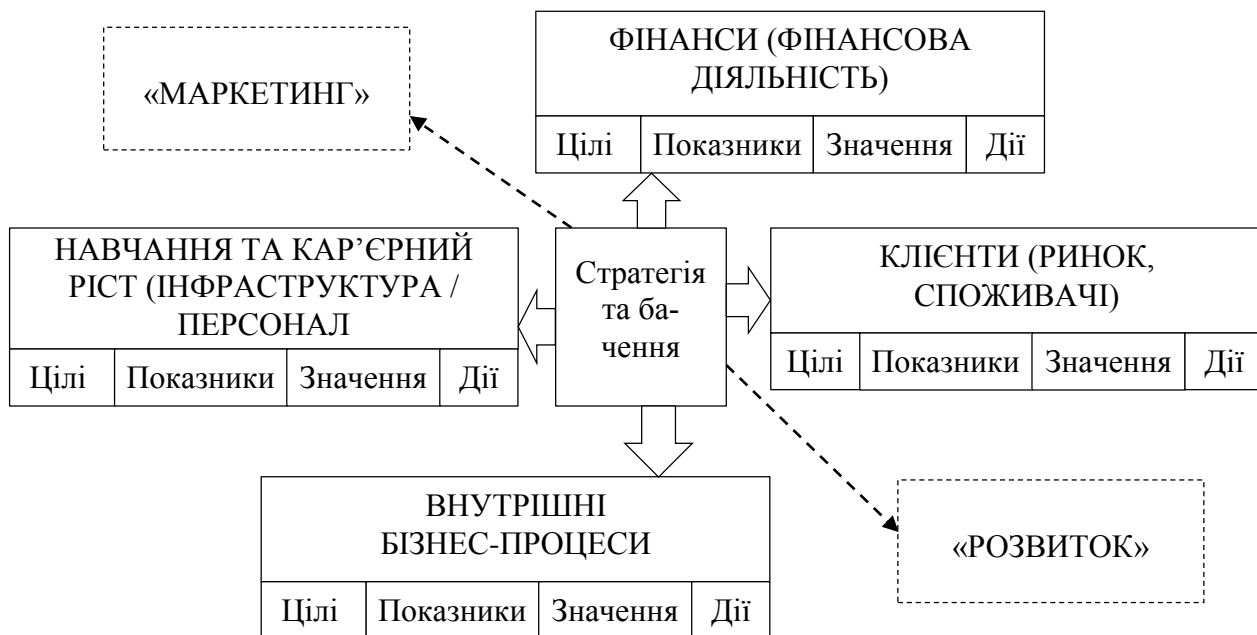 «МАРКЕТИНГ»
ФІНАНСИ (ФІНАНСОВА
ДІЯЛЬНІСТЬ)
Цілі Показники Значення Дії
НАВЧАННЯ ТА КАР’ЄРНИЙ
РІСТ (ІНФРАСТРУКТУРА /
ПЕРСОНАЛ
Цілі Показники Значення Дії
Стратегія
та ба-
чення
КЛІЄНТИ (РИНОК,
СПОЖИВАЧІ)
Цілі Показники Значення Дії
ВНУТРІШНІ
БІЗНЕС-ПРОЦЕСИ
Цілі Показники Значення Дії
«РОЗВИТОК»